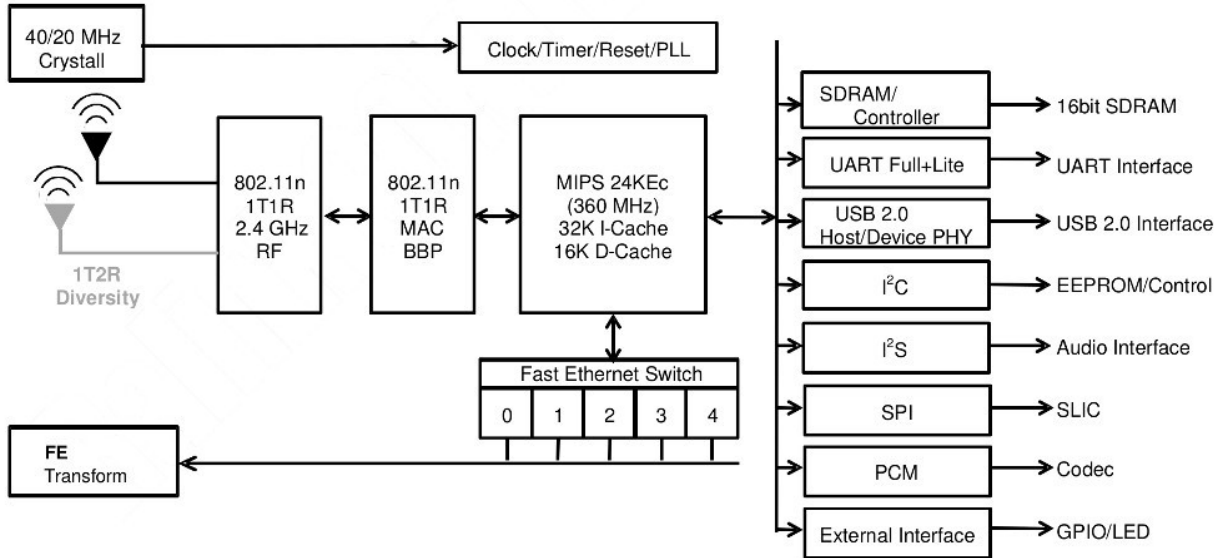 40/20 MHz
Crystall
Clock/Timer/Reset/PLL
1T2R
Diversity
802.11n
1T1R
2.4 GHz
RF
802.11n
1T1R
MAC
BBP
MIPS 24KEc
(360 MHz)
32K I-Cache
16K D-Cache
Fast Ethernet Switch
0 1 2 3 4
FE
Transform
SDRAM/
Controller
16bit SDRAM
UART Full+Lite
UART Interface
USB 2.0
Host/Device PHY
USB 2.0 Interface
I²C
EEPROM/Control
I²S
Audio Interface
SPI
SLIC
PCM
Codec
External Interface
GPIO/LED